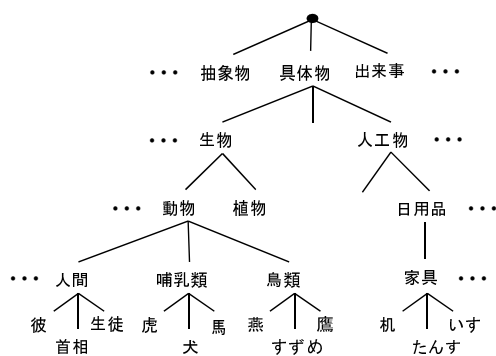 ・・・ 抽象物 具体物 出来事 ・・・
・・・ 生物 人工物 ・・・
・・・ 動物 植物 日用品 ・・・
・・・ 人間 哺乳類 鳥類 家具 ・・・
彼 生徒 虎 馬 燕 鷹 机 いす
首相 犬 すずめ たんす